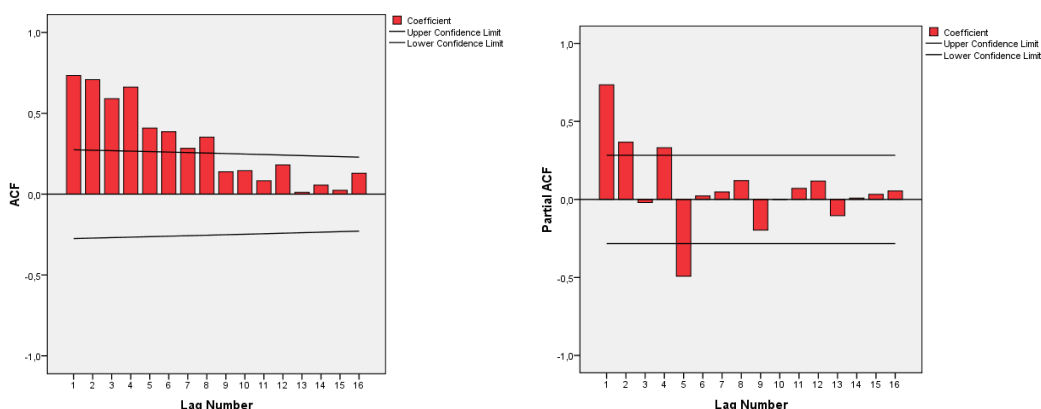 Coefficient
Upper Confidence Limit
Lower Confidence Limit
1,0
0,5
0,0
-0,5
-1,0
ACF
1 2 3 4 5 6 7 8 9 10 11 12 13 14 15 16
Lag Number
Coefficient
Upper Confidence Limit
Lower Confidence Limit
1,0
0,5
0,0
-0,5
-1,0
Partial ACF
1 2 3 4 5 6 7 8 9 10 11 12 13 14 15 16
Lag Number